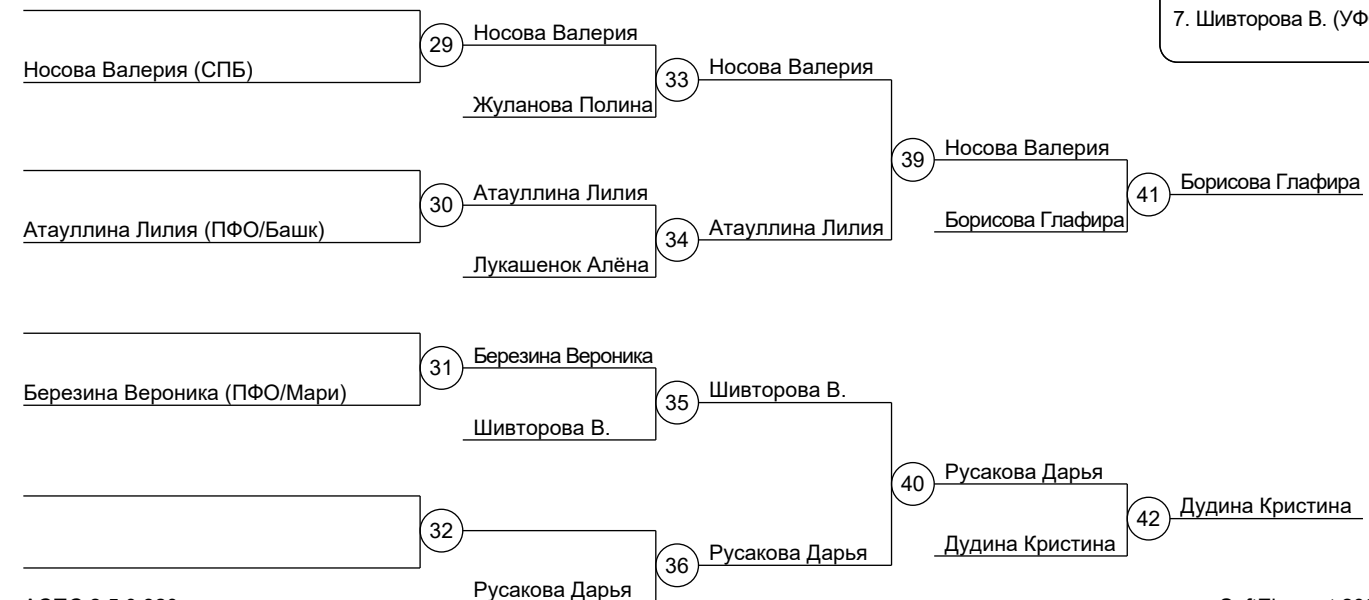 7. Шивторова В. (УФ
29
Носова Валерия
Носова Валерия (СПБ)
33
Носова Валерия
Жуланова Полина
39
Носова Валерия
30
Атауллина Лилия
41
Борисова Глафира
Атауллина Лилия (ПФО/Башк)
34
Атауллина Лилия
Борисова Глафира
Лукашенок Алёна
31
Березина Вероника
Березина Вероника (ПФО/Мари)
35
Шивторова В.
Шивторова В.
40
Русакова Дарья
32
42
Дудина Кристина
36
Русакова Дарья
Дудина Кристина
Русакова Дарья